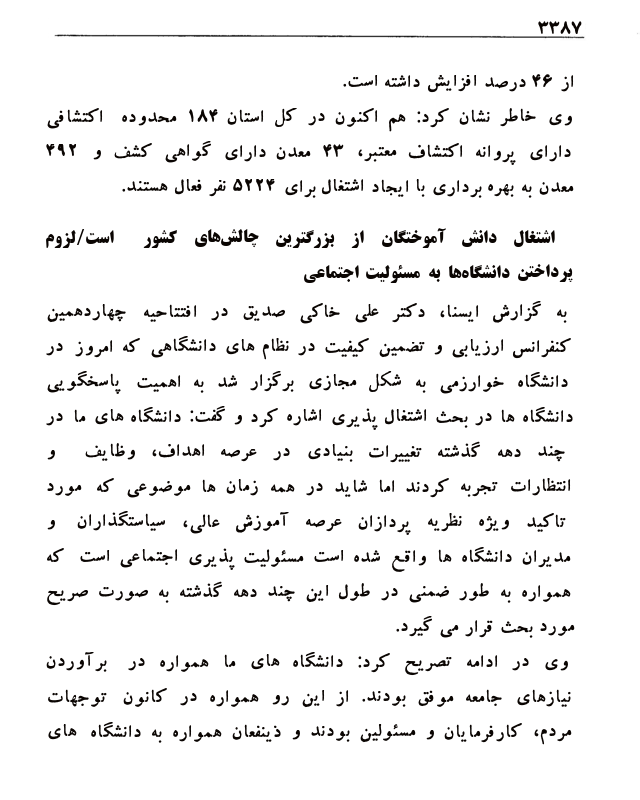 ۳۳۸۷
از ۴۶ درصد افزایش داشته است.
وی خاطر نشان کرد: هم اکنون در کل استان ۱۸۴ محدوده اکتشافی
دارای پروانه اکتشاف معتبر، ۴۳ معدن دارای گواهی کشف و ۴۹۲
معدن به بهره برداری با ایجاد اشتغال برای ۵۲۲۴ نفر فعال هستند.
اشتغال دانش آموختگان از بزرگترین چالش‌های کشور است/لزوم
پرداختن دانشگاه‌ها به مسئولیت اجتماعی
به گزارش ایسنا، دکتر علی خاکی صدیق در افتتاحیه چهاردهمین
کنفرانس ارزیابی و تضمین کیفیت در نظام های دانشگاهی که امروز در
دانشگاه خوارزمی به شکل مجازی برگزار شد به اهمیت پاسخگویی
دانشگاه ها در بحث اشتغال پذیری اشاره کرد و گفت: دانشگاه های ما در
چند دهه گذشته تغییرات بنیادی در عرصه اهداف، وظایف و
انتظارات تجربه کردند اما شاید در همه زمان ها موضوعی که مورد
تاکید ویژه نظریه پردازان عرصه آموزش عالی، سیاستگذاران و
مدیران دانشگاه ها واقع شده است مسئولیت پذیری اجتماعی است که
همواره به طور ضمنی در طول این چند دهه گذشته به صورت صریح
مورد بحث قرار می گیرد.
وی در ادامه تصریح کرد: دانشگاه های ما همواره در برآوردن
نیازهای جامعه موفق بودند. از این رو همواره در کانون توجهات
مردم، کارفرمایان و مسئولین بودند و ذینفعان همواره به دانشگاه های